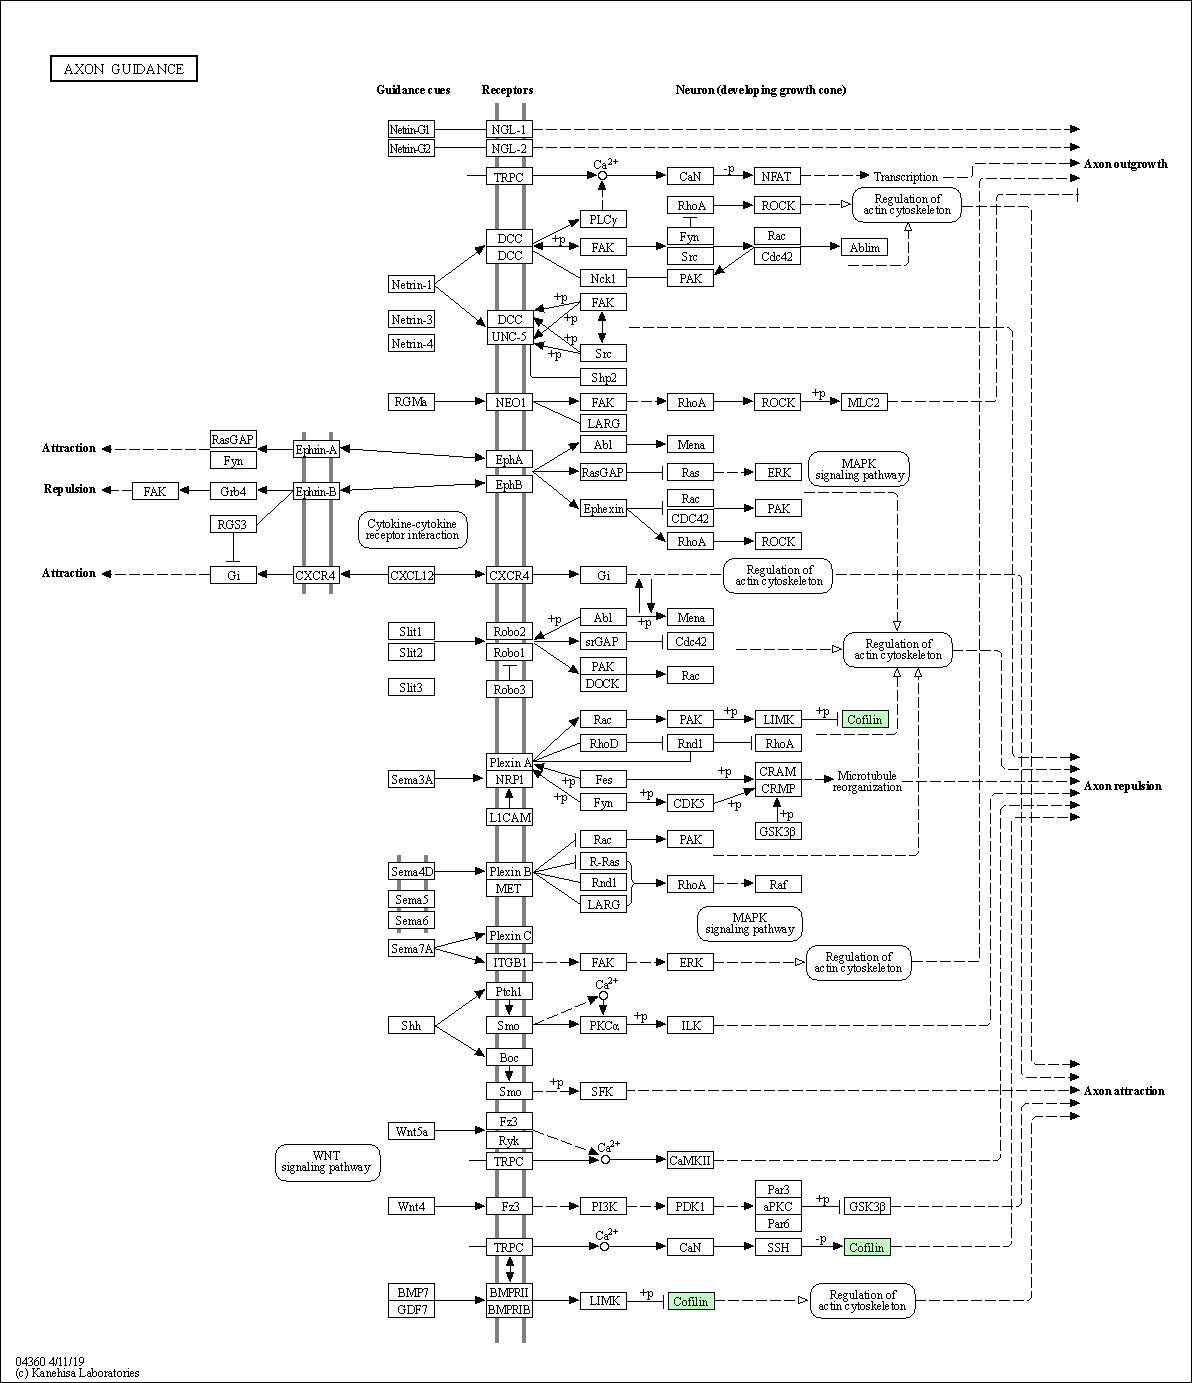 AXON GUIDANCE
Guidance cues Receptors Neuron (developing growth cone)
Netrin-G1 NGL-1
Netrin-G2 NGL-2
Axon outgrowth
Ca2+
TRPC CaN -p NFAT Transcription
RhoA ROCK Regulation of
actin cytoskeleton
PLCγ
DCC +p FAK Fyn Rac Ablim
DCC Src Cdc42
Netrin-1 Nck1 PAK
+p FAK
Netrin-3 DCC +p
UNC-5 +p
Netrin-4 +p Src
Shp2
RGMa NEO1 FAK RhoA ROCK +p MLC2
LARG
Attraction RasGAP Ephrin-A EphA Abl Mena
Fyn
RasGAP Ras ERK MAPK
signaling pathway
Repulsion FAK Grb4 Ephrin-B EphB
Ephexin Rac PAK
CDC42
RGS3 Cytokine-cytokine
receptor interaction
RhoA ROCK
Attraction Gi CXCR4 CXCL12 CXCR4 Gi Regulation of
actin cytoskeleton
+p Abl +p Mena
Slit1 Robo2
srGAP Cdc42 Regulation of
actin cytoskeleton
Slit2 Robo1
PAK Rac
DOCK
Slit3 Robo3
Rac PAK +p LIMK +p Cofilin
RhoD Rnd1 RhoA
Plexin A
Sema3A NRP1 +p Fes +p CRAM Microtubule
reorganization
CRMP
Axon repulsion
+p Fyn CDK5 +p
L1CAM +p
GSK3β
Rac PAK
Sema4D Plexin B R-Ras
MET Rnd1 RhoA Raf
Sema5 LARG
Sema6 MAPK
signaling pathway
Sema7A Plexin C
ITGB1 FAK ERK Regulation of
actin cytoskeleton
Ptch1 Ca2+
Shh Smo PKCα +p ILK
Boc
Smo +p SFK Axon attraction
Wnt5a Fz3
Ryk Ca2+
WNT
signaling pathway
TRPC CaMKII
Wnt4 Fz3 PI3K PDK1 Par3 +p GSK3β
aPKC
Par6
Ca2+
TRPC CaN SSH -p Cofilin
BMP7 BMPRII LIMK +p Cofilin Regulation of
actin cytoskeleton
GDF7 BMPRIB
04360 4/11/19
(c) Kanehisa Laboratories